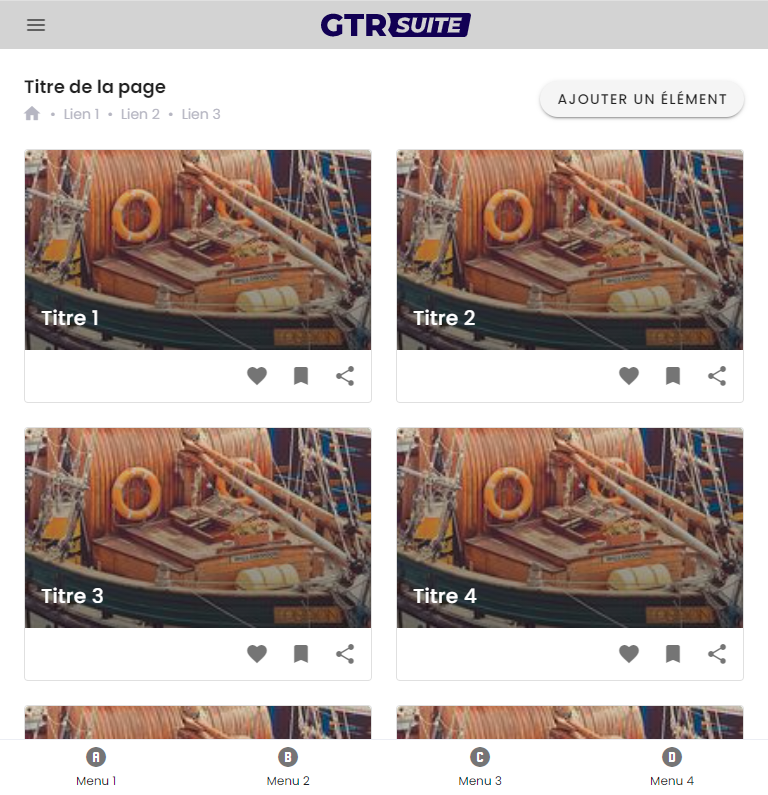 GTR SUITE
Titre de la page
AJOUTER UN ÉLÉMENT
• Lien 1 • Lien 2 • Lien 3
Titre 1
Titre 2
Titre 3
Titre 4
A
B
C
D
Menu 1
Menu 2
Menu 3
Menu 4